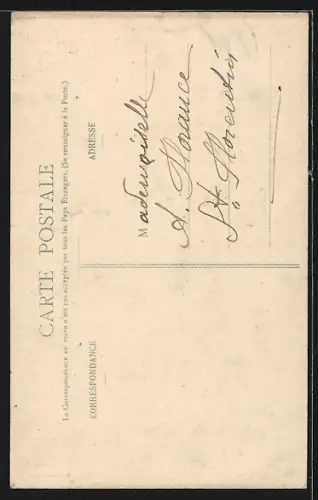 CARTE POSTALE
La Correspondance au recto n'est pas acceptée par tous les Pays Étrangers. (Se renseigner à la Poste.)
CORRESPONDANCE
ADRESSE
Mademoiselle
A. Florance
St Florentin